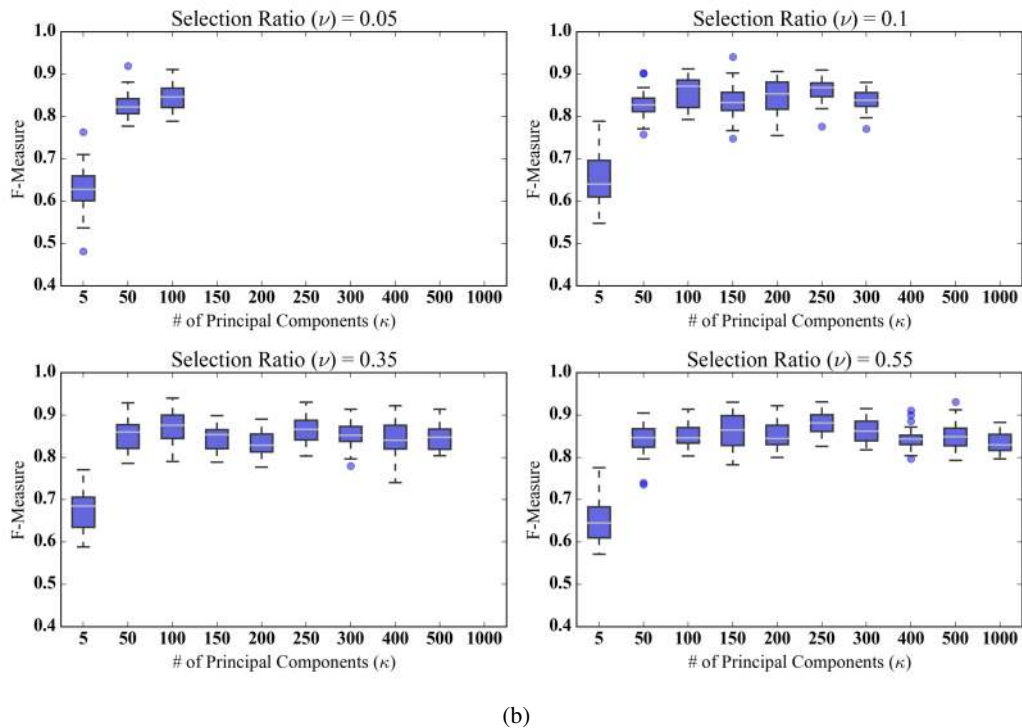 Selection Ratio (ν) = 0.05
1.0
0.9
0.8
0.7
0.6
0.5
0.4
F-Measure
5 50 100 150 200 250 300 400 500 1000
# of Principal Components (κ)
Selection Ratio (ν) = 0.1
1.0
0.9
0.8
0.7
0.6
0.5
0.4
F-Measure
5 50 100 150 200 250 300 400 500 1000
# of Principal Components (κ)
Selection Ratio (ν) = 0.35
1.0
0.9
0.8
0.7
0.6
0.5
0.4
F-Measure
5 50 100 150 200 250 300 400 500 1000
# of Principal Components (κ)
Selection Ratio (ν) = 0.55
1.0
0.9
0.8
0.7
0.6
0.5
0.4
F-Measure
5 50 100 150 200 250 300 400 500 1000
# of Principal Components (κ)
(b)